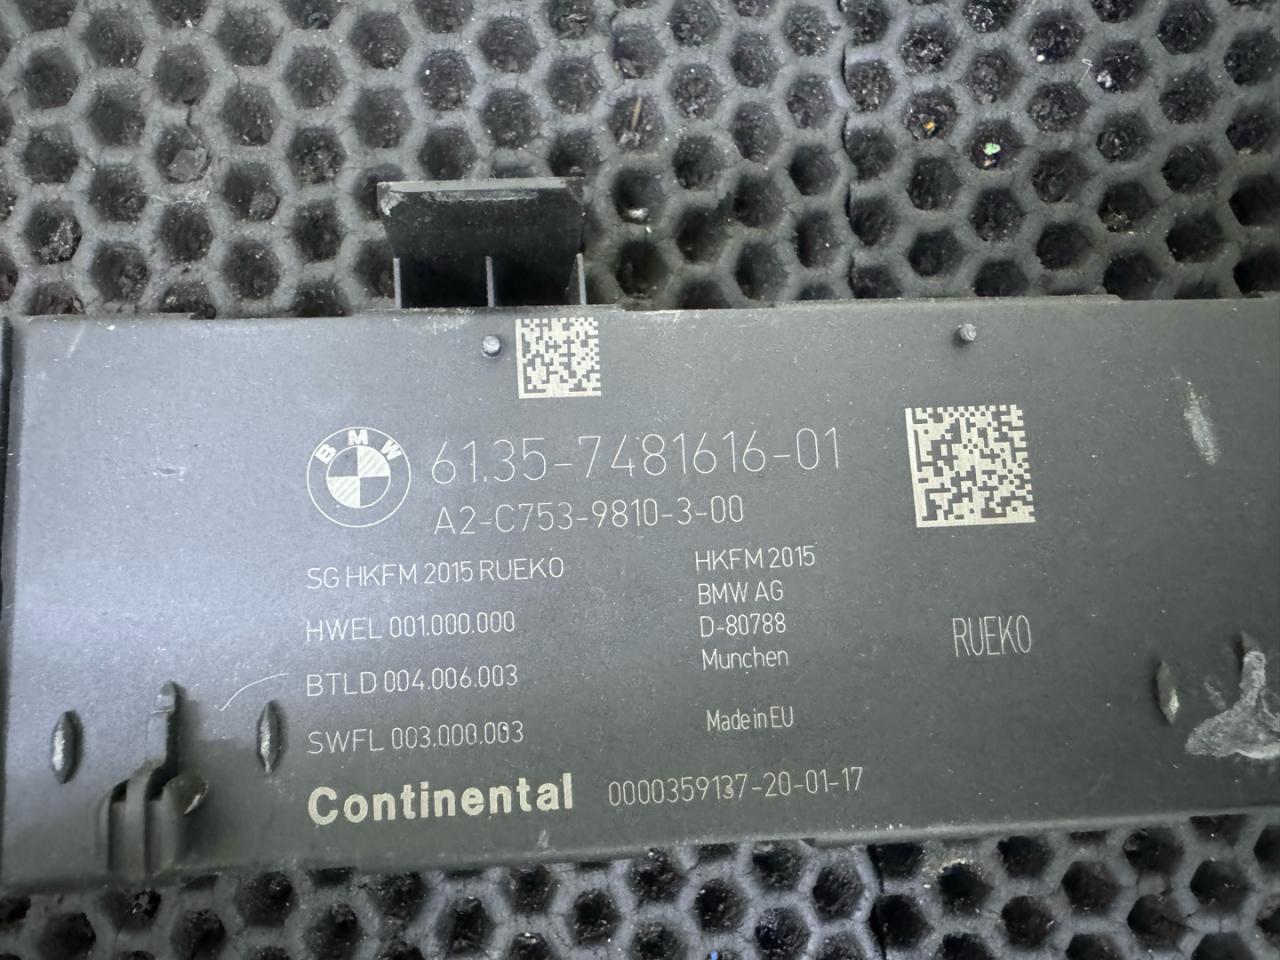 BMW
61.35-7481616-01
A2-C753-9810-3-00
SG HKFM 2015 RUEKO
HWEL 001.000.000
BTLD 004.006.003
SWFL 003.000.003
HKFM 2015
BMW AG
D-80788
Munchen
Made in EU
RUEKO
Continental
0000359137-20-01-17